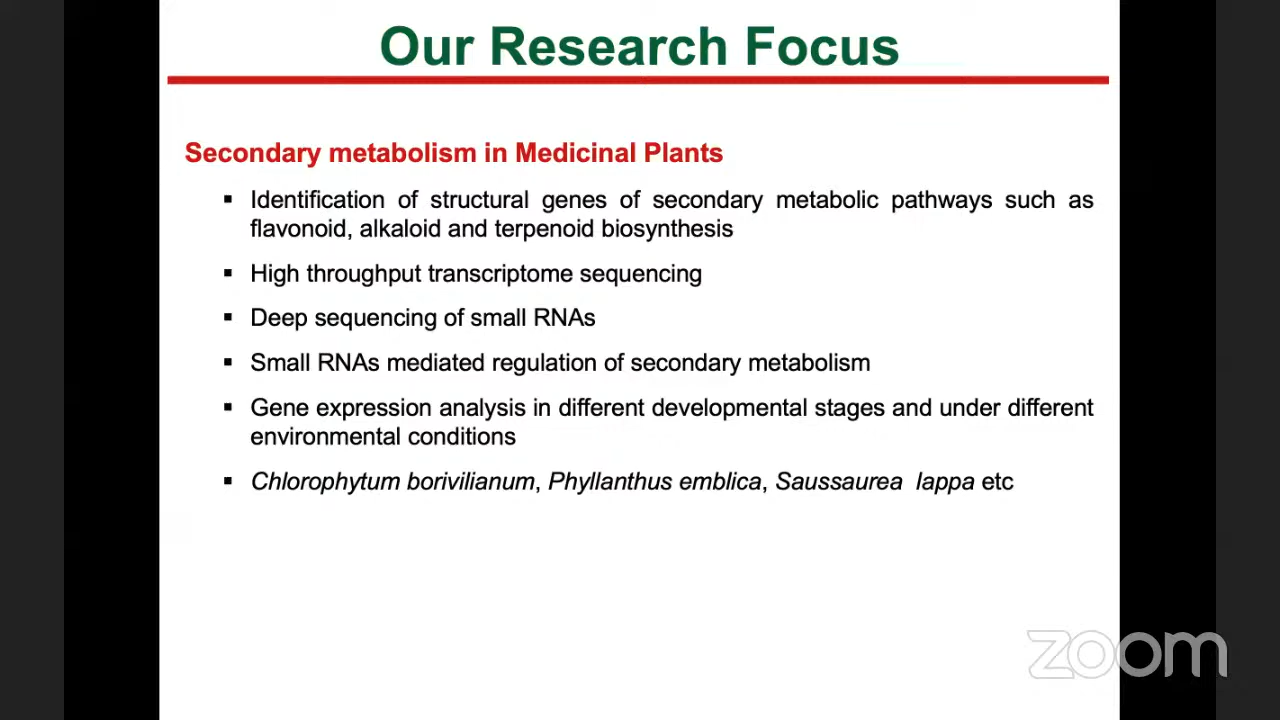 Our Research Focus
Secondary metabolism in Medicinal Plants
▪ Identification of structural genes of secondary metabolic pathways such as
flavonoid, alkaloid and terpenoid biosynthesis
▪ High throughput transcriptome sequencing
▪ Deep sequencing of small RNAs
▪ Small RNAs mediated regulation of secondary metabolism
▪ Gene expression analysis in different developmental stages and under different
environmental conditions
▪ Chlorophytum borivilianum, Phyllanthus emblica, Saussaurea lappa etc
zoom